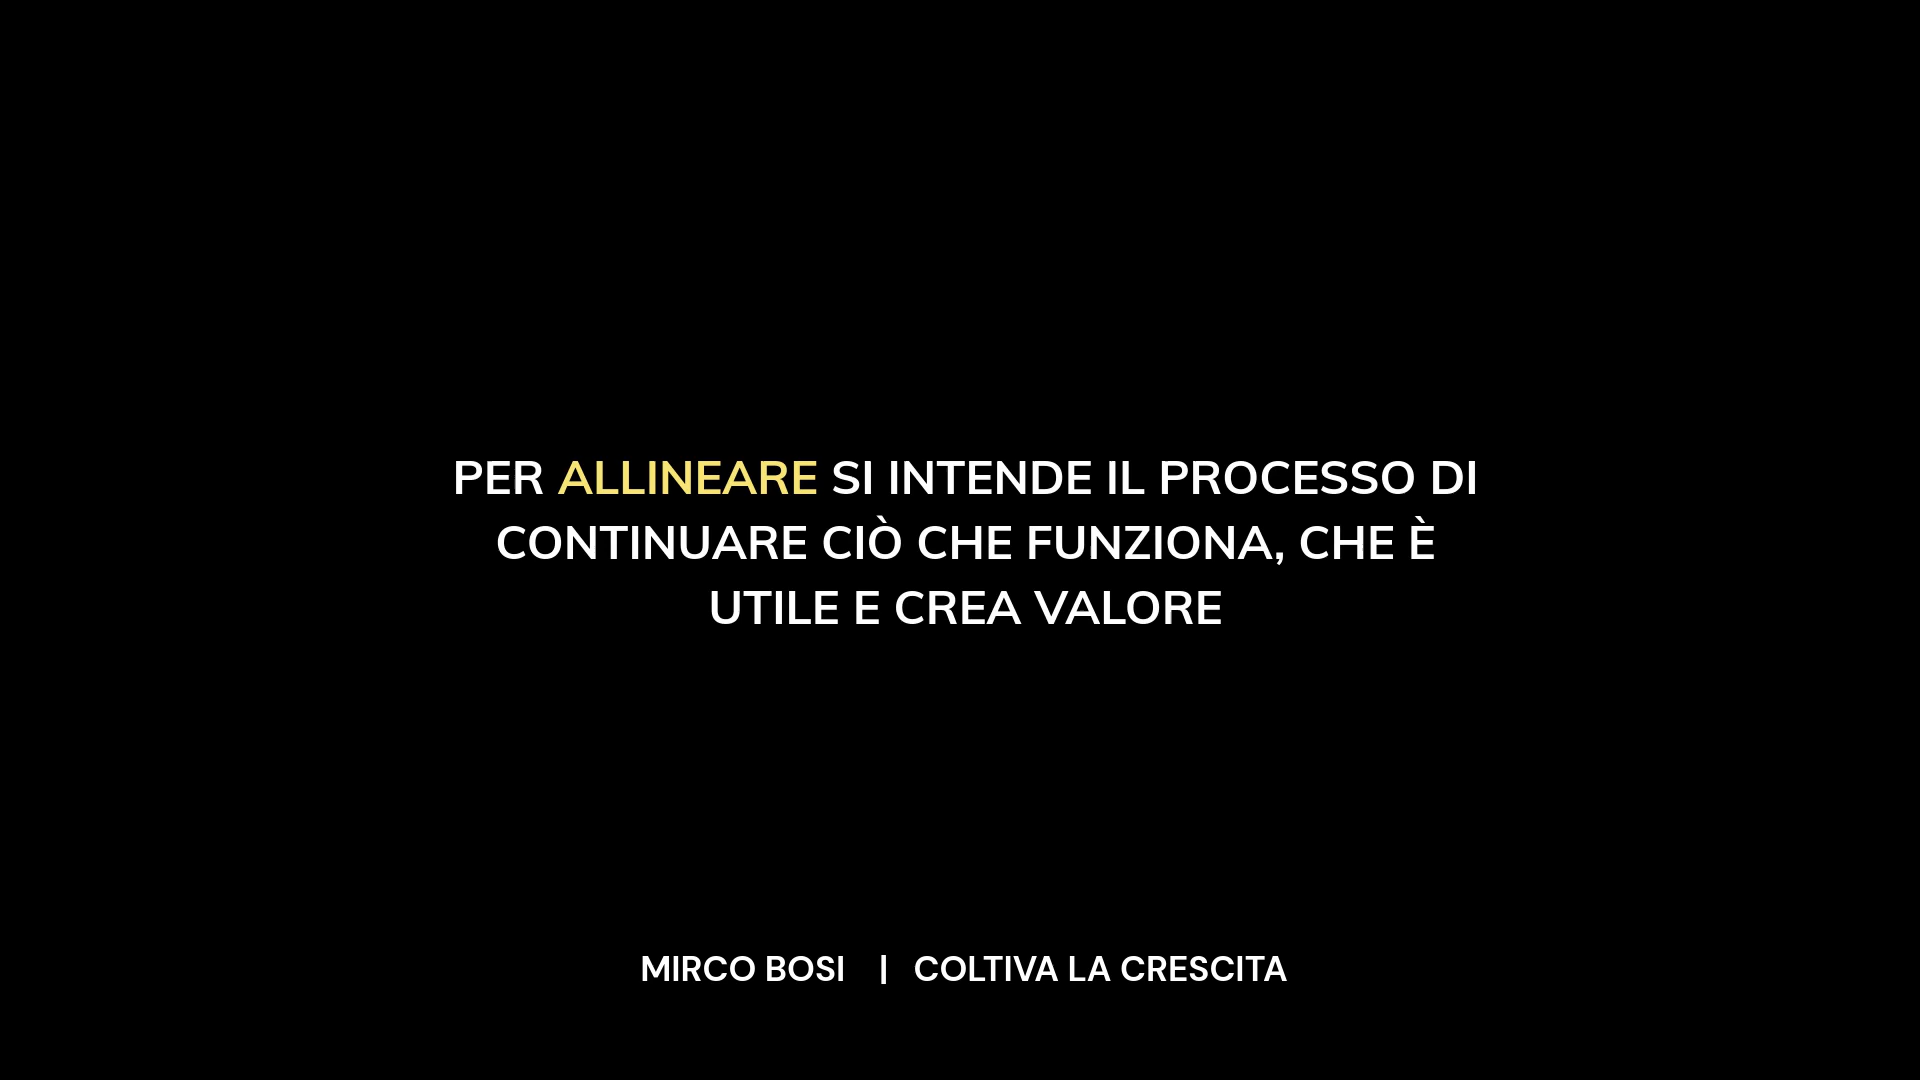 PER ALLINEARE SI INTENDE IL PROCESSO DI
CONTINUARE CIÒ CHE FUNZIONA, CHE È
UTILE E CREA VALORE
MIRCO BOSI | COLTIVA LA CRESCITA